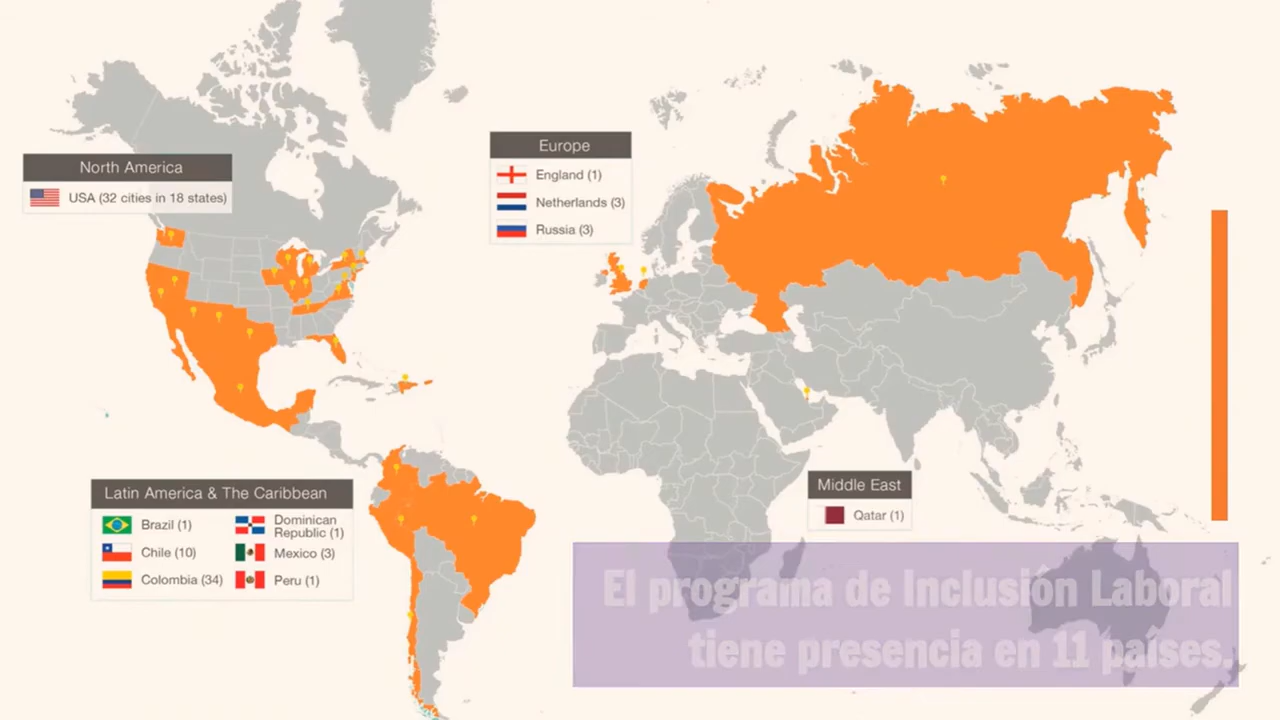 North America
USA (32 cities in 18 states)
Europe
England (1)
Netherlands (3)
Russia (3)
Latin America & The Caribbean
Brazil (1)
Chile (10)
Colombia (34)
Dominican
Republic (1)
Mexico (3)
Peru (1)
Middle East
Qatar (1)
El programa de Inclusión Laboral
tiene presencia en 11 países.